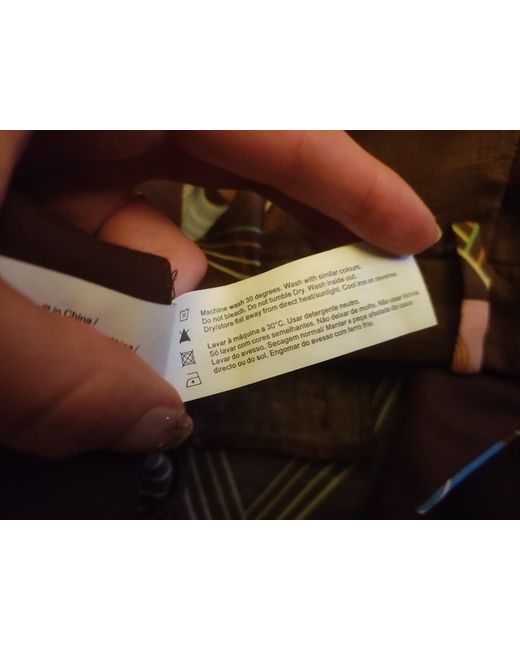 in China/
China/
Machine wash 30 degrees. Wash with similar colours.
Do not bleach. Do not tumble Dry. Wash inside out.
Dry/store flat away from direct heat/sunlight. Cool iron on reverse.
Lavar à máquina a 30°C. Usar detergente neutro.
Só lavar com cores semelhantes. Não deixar de molho. Não usar lixívia.
Lavar do avesso. Secagem normal/ Manter a peça afastada do calor
directo ou do sol. Engomar do avesso com ferro frio.